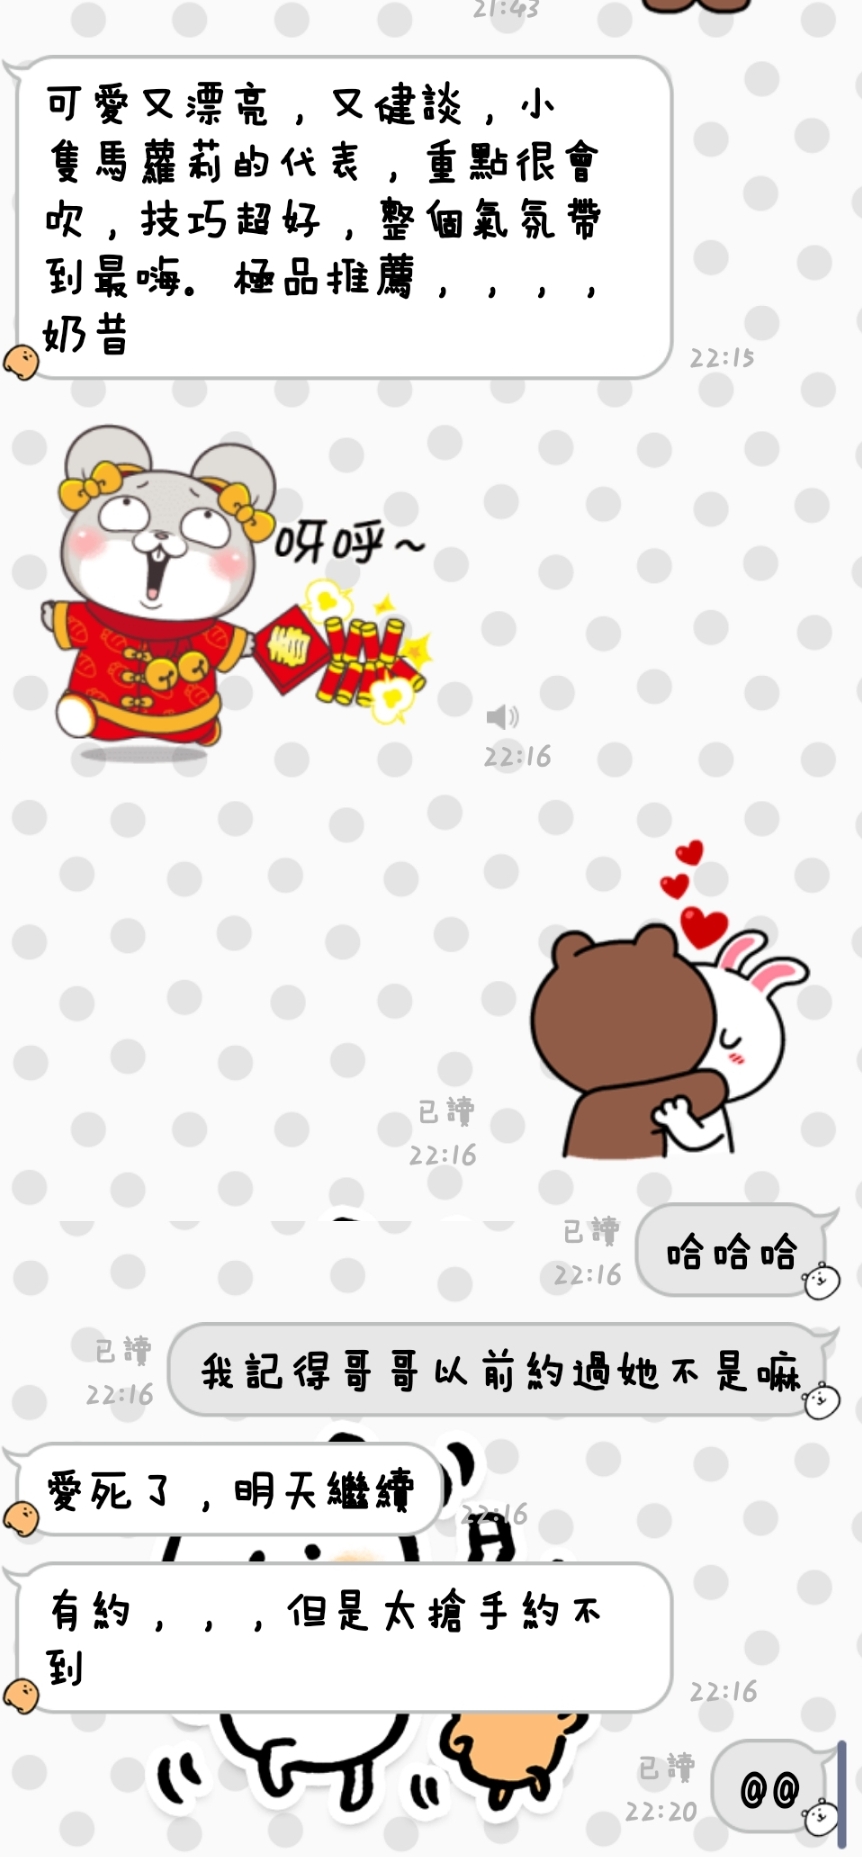 21:43
可愛又漂亮，又健談，小
隻馬蘿莉的代表，重點很會
吹，技巧超好，整個氣氛帶
到最嗨。極品推薦，，，，
奶昔
22:15
呀呼～
22:16
已讀
22:16
已讀
22:16
哈哈哈
已讀
22:16
我記得哥哥以前約過她不是嘛
愛死了，明天繼續
22:16
有約，，，但是太搶手約不
到
22:16
已讀
22:20
@@